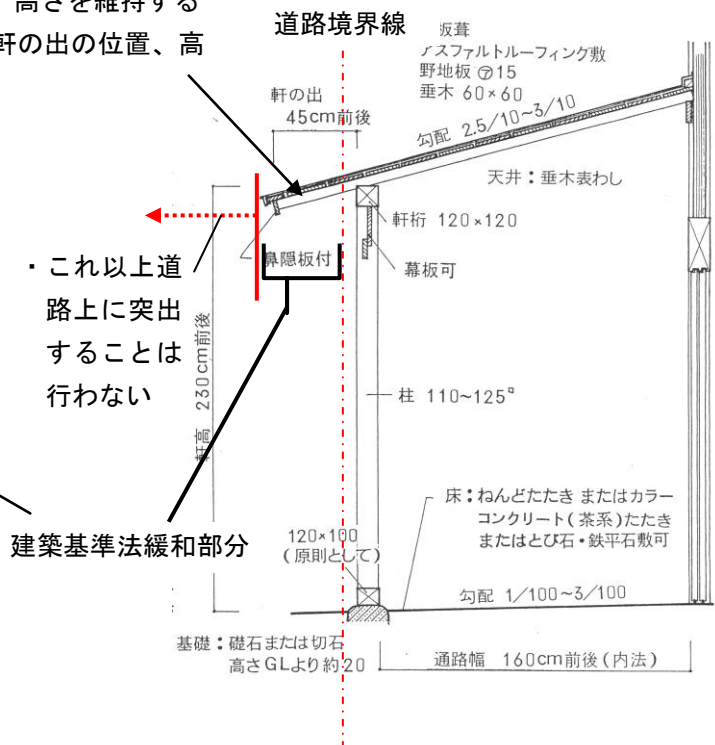 高さを維持する
軒の出の位置、高
道路境界線
板葺
アスファルトルーフィング敷
野地板 ㋐15
垂木 60×60
軒の出
45cm前後
勾配 2.5/10~3/10
天井：垂木表わし
軒桁 120×120
鼻隠板付
幕板可
・これ以上道
路上に突出
することは
行わない
軒高 230cm前後
柱 110~125□
床：ねんどたたき またはカラー
コンクリート(茶系)たたき
またはとび石・鉄平石敷可
建築基準法緩和部分
120×100
(原則として)
勾配 1/100~3/100
基礎：礎石または切石
高さGLより約20
通路幅 160cm前後(内法)